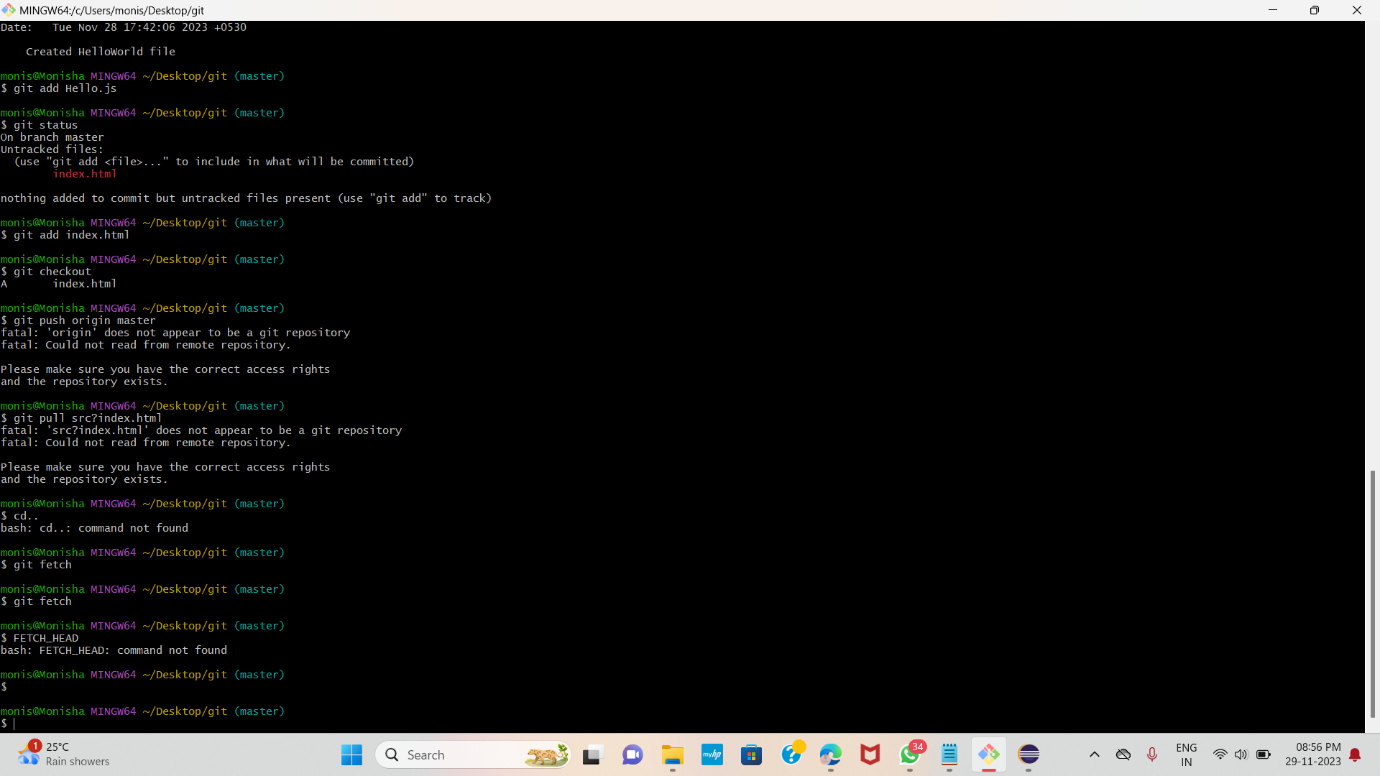 MINGW64:/c/Users/monis/Desktop/git
Date:   Tue Nov 28 17:42:06 2023 +0530
    Created HelloWorld file
monis@Monisha MINGW64 ~/Desktop/git (master)
$ git add Hello.js
monis@Monisha MINGW64 ~/Desktop/git (master)
$ git status
On branch master
Untracked files:
  (use "git add <file>..." to include in what will be committed)
        index.html
nothing added to commit but untracked files present (use "git add" to track)
monis@Monisha MINGW64 ~/Desktop/git (master)
$ git add index.html
monis@Monisha MINGW64 ~/Desktop/git (master)
$ git checkout
A       index.html
monis@Monisha MINGW64 ~/Desktop/git (master)
$ git push origin master
fatal: 'origin' does not appear to be a git repository
fatal: Could not read from remote repository.
Please make sure you have the correct access rights
and the repository exists.
monis@Monisha MINGW64 ~/Desktop/git (master)
$ git pull src?index.html
fatal: 'src?index.html' does not appear to be a git repository
fatal: Could not read from remote repository.
Please make sure you have the correct access rights
and the repository exists.
monis@Monisha MINGW64 ~/Desktop/git (master)
$ cd..
bash: cd..: command not found
monis@Monisha MINGW64 ~/Desktop/git (master)
$ git fetch
monis@Monisha MINGW64 ~/Desktop/git (master)
$ git fetch
monis@Monisha MINGW64 ~/Desktop/git (master)
$ FETCH_HEAD
bash: FETCH_HEAD: command not found
monis@Monisha MINGW64 ~/Desktop/git (master)
$
monis@Monisha MINGW64 ~/Desktop/git (master)
$
1
25°C
Rain showers
Search
myhp
34
ENG
IN
08:56 PM
29-11-2023